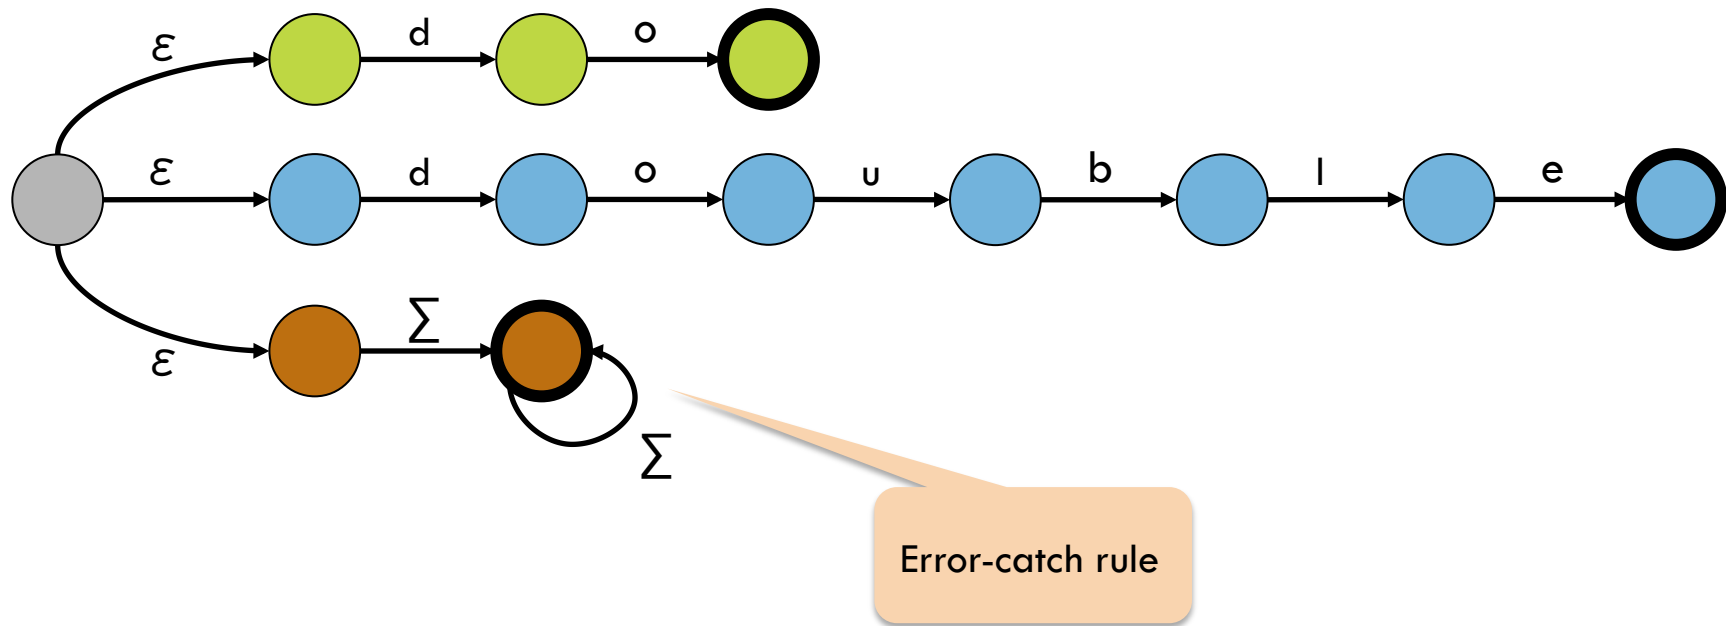 ε d o
ε d o u b l e
ε Σ
Σ
Error-catch rule